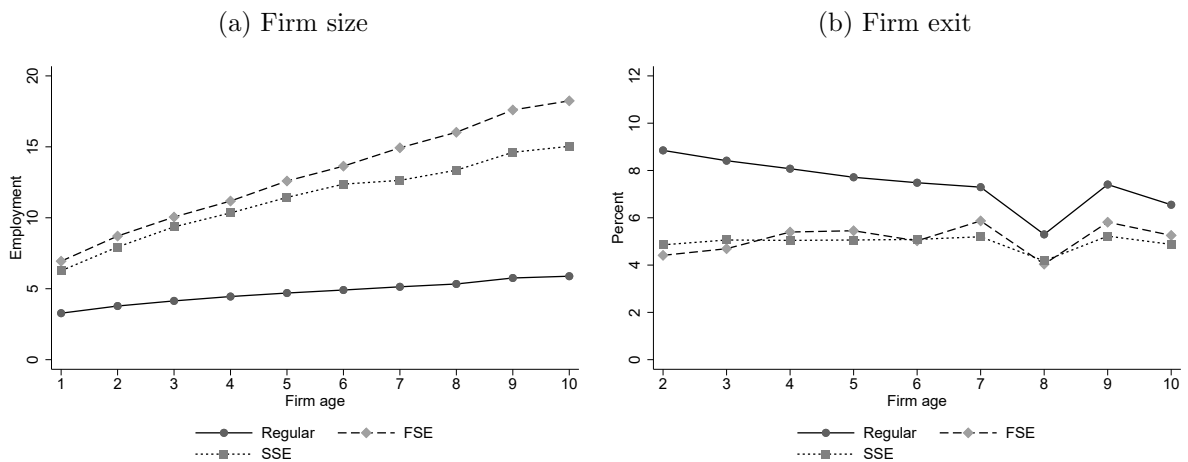 (a) Firm size
Employment
20
15
10
5
0
1 2 3 4 5 6 7 8 9 10
Firm age
Regular FSE
SSE
(b) Firm exit
Percent
12
10
8
6
4
2
0
2 3 4 5 6 7 8 9 10
Firm age
Regular FSE
SSE